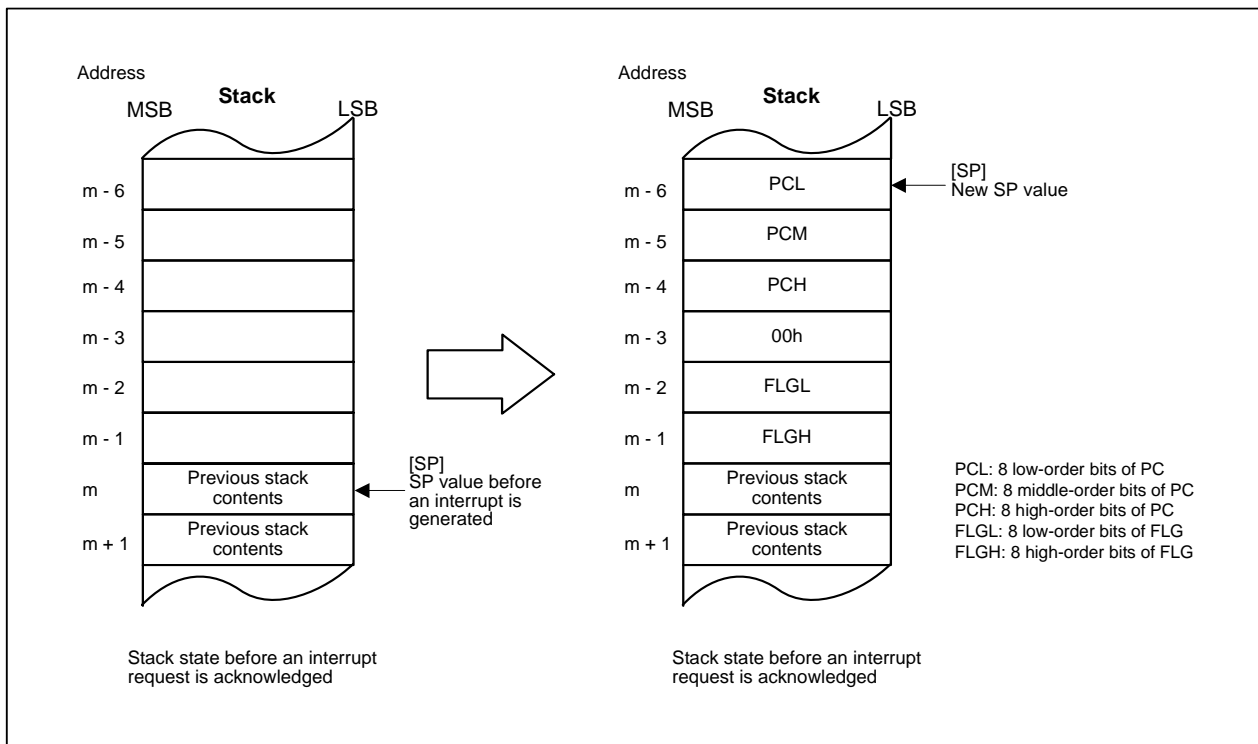 Address
MSB
Stack
LSB
m - 6
m - 5
m - 4
m - 3
m - 2
m - 1
m
Previous stack
contents
m + 1
Previous stack
contents
[SP]
SP value before
an interrupt is
generated
Stack state before an interrupt
request is acknowledged
Address
MSB
Stack
LSB
m - 6
PCL
m - 5
PCM
m - 4
PCH
m - 3
00h
m - 2
FLGL
m - 1
FLGH
m
Previous stack
contents
m + 1
Previous stack
contents
[SP]
New SP value
Stack state before an interrupt
request is acknowledged
PCL: 8 low-order bits of PC
PCM: 8 middle-order bits of PC
PCH: 8 high-order bits of PC
FLGL: 8 low-order bits of FLG
FLGH: 8 high-order bits of FLG